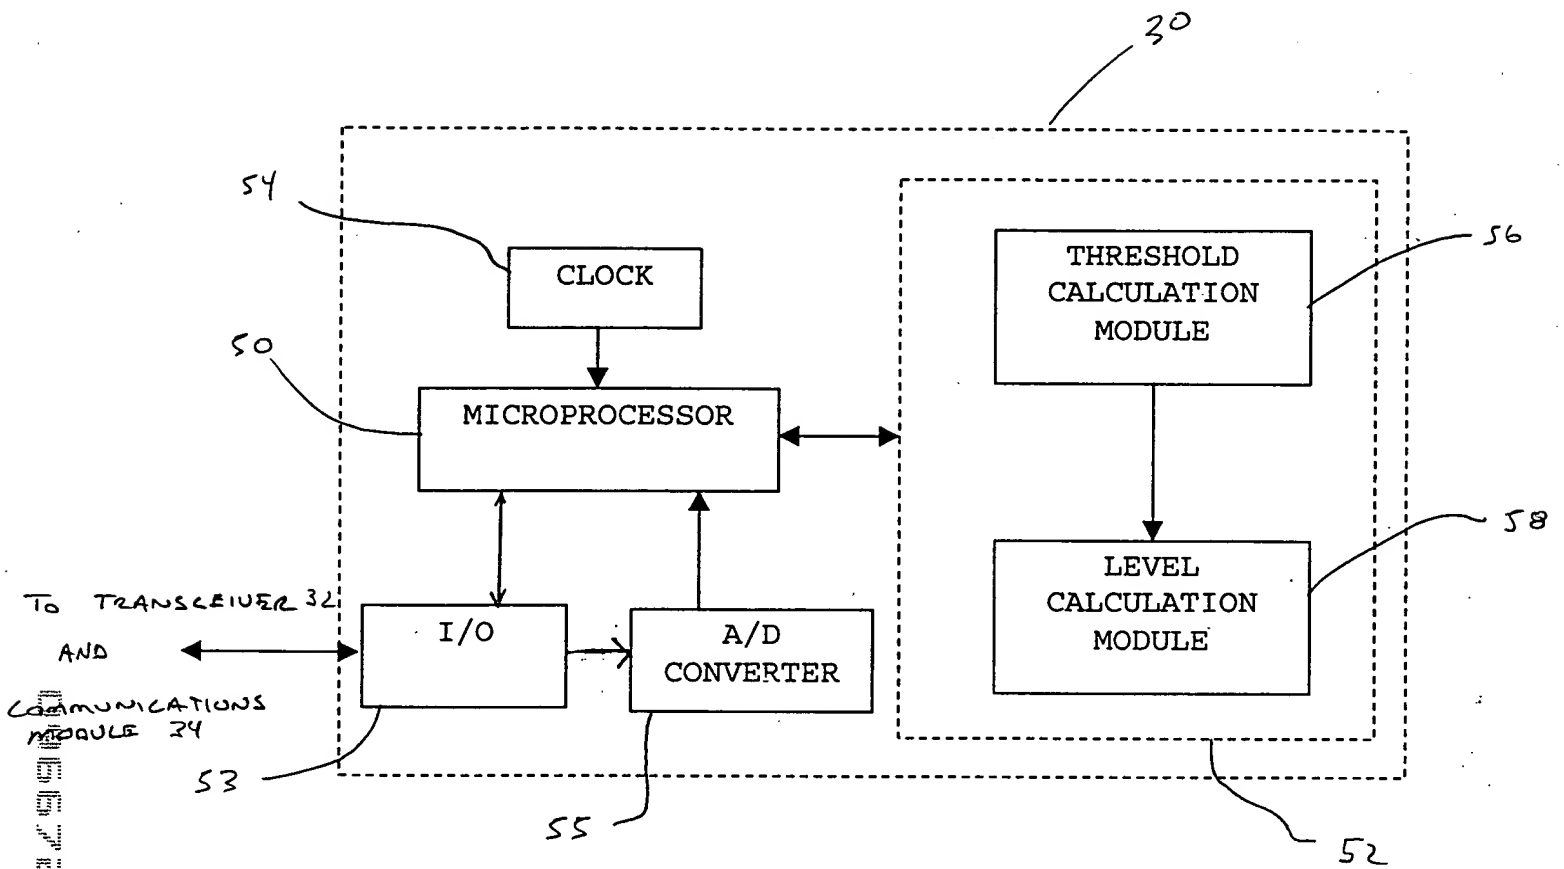 30
54
CLOCK
THRESHOLD
CALCULATION
MODULE
56
50
MICROPROCESSOR
LEVEL
CALCULATION
MODULE
58
TO TRANSCEIVER 32
AND
COMMUNICATIONS
MODULE 34
I/O
A/D
CONVERTER
53
55
52